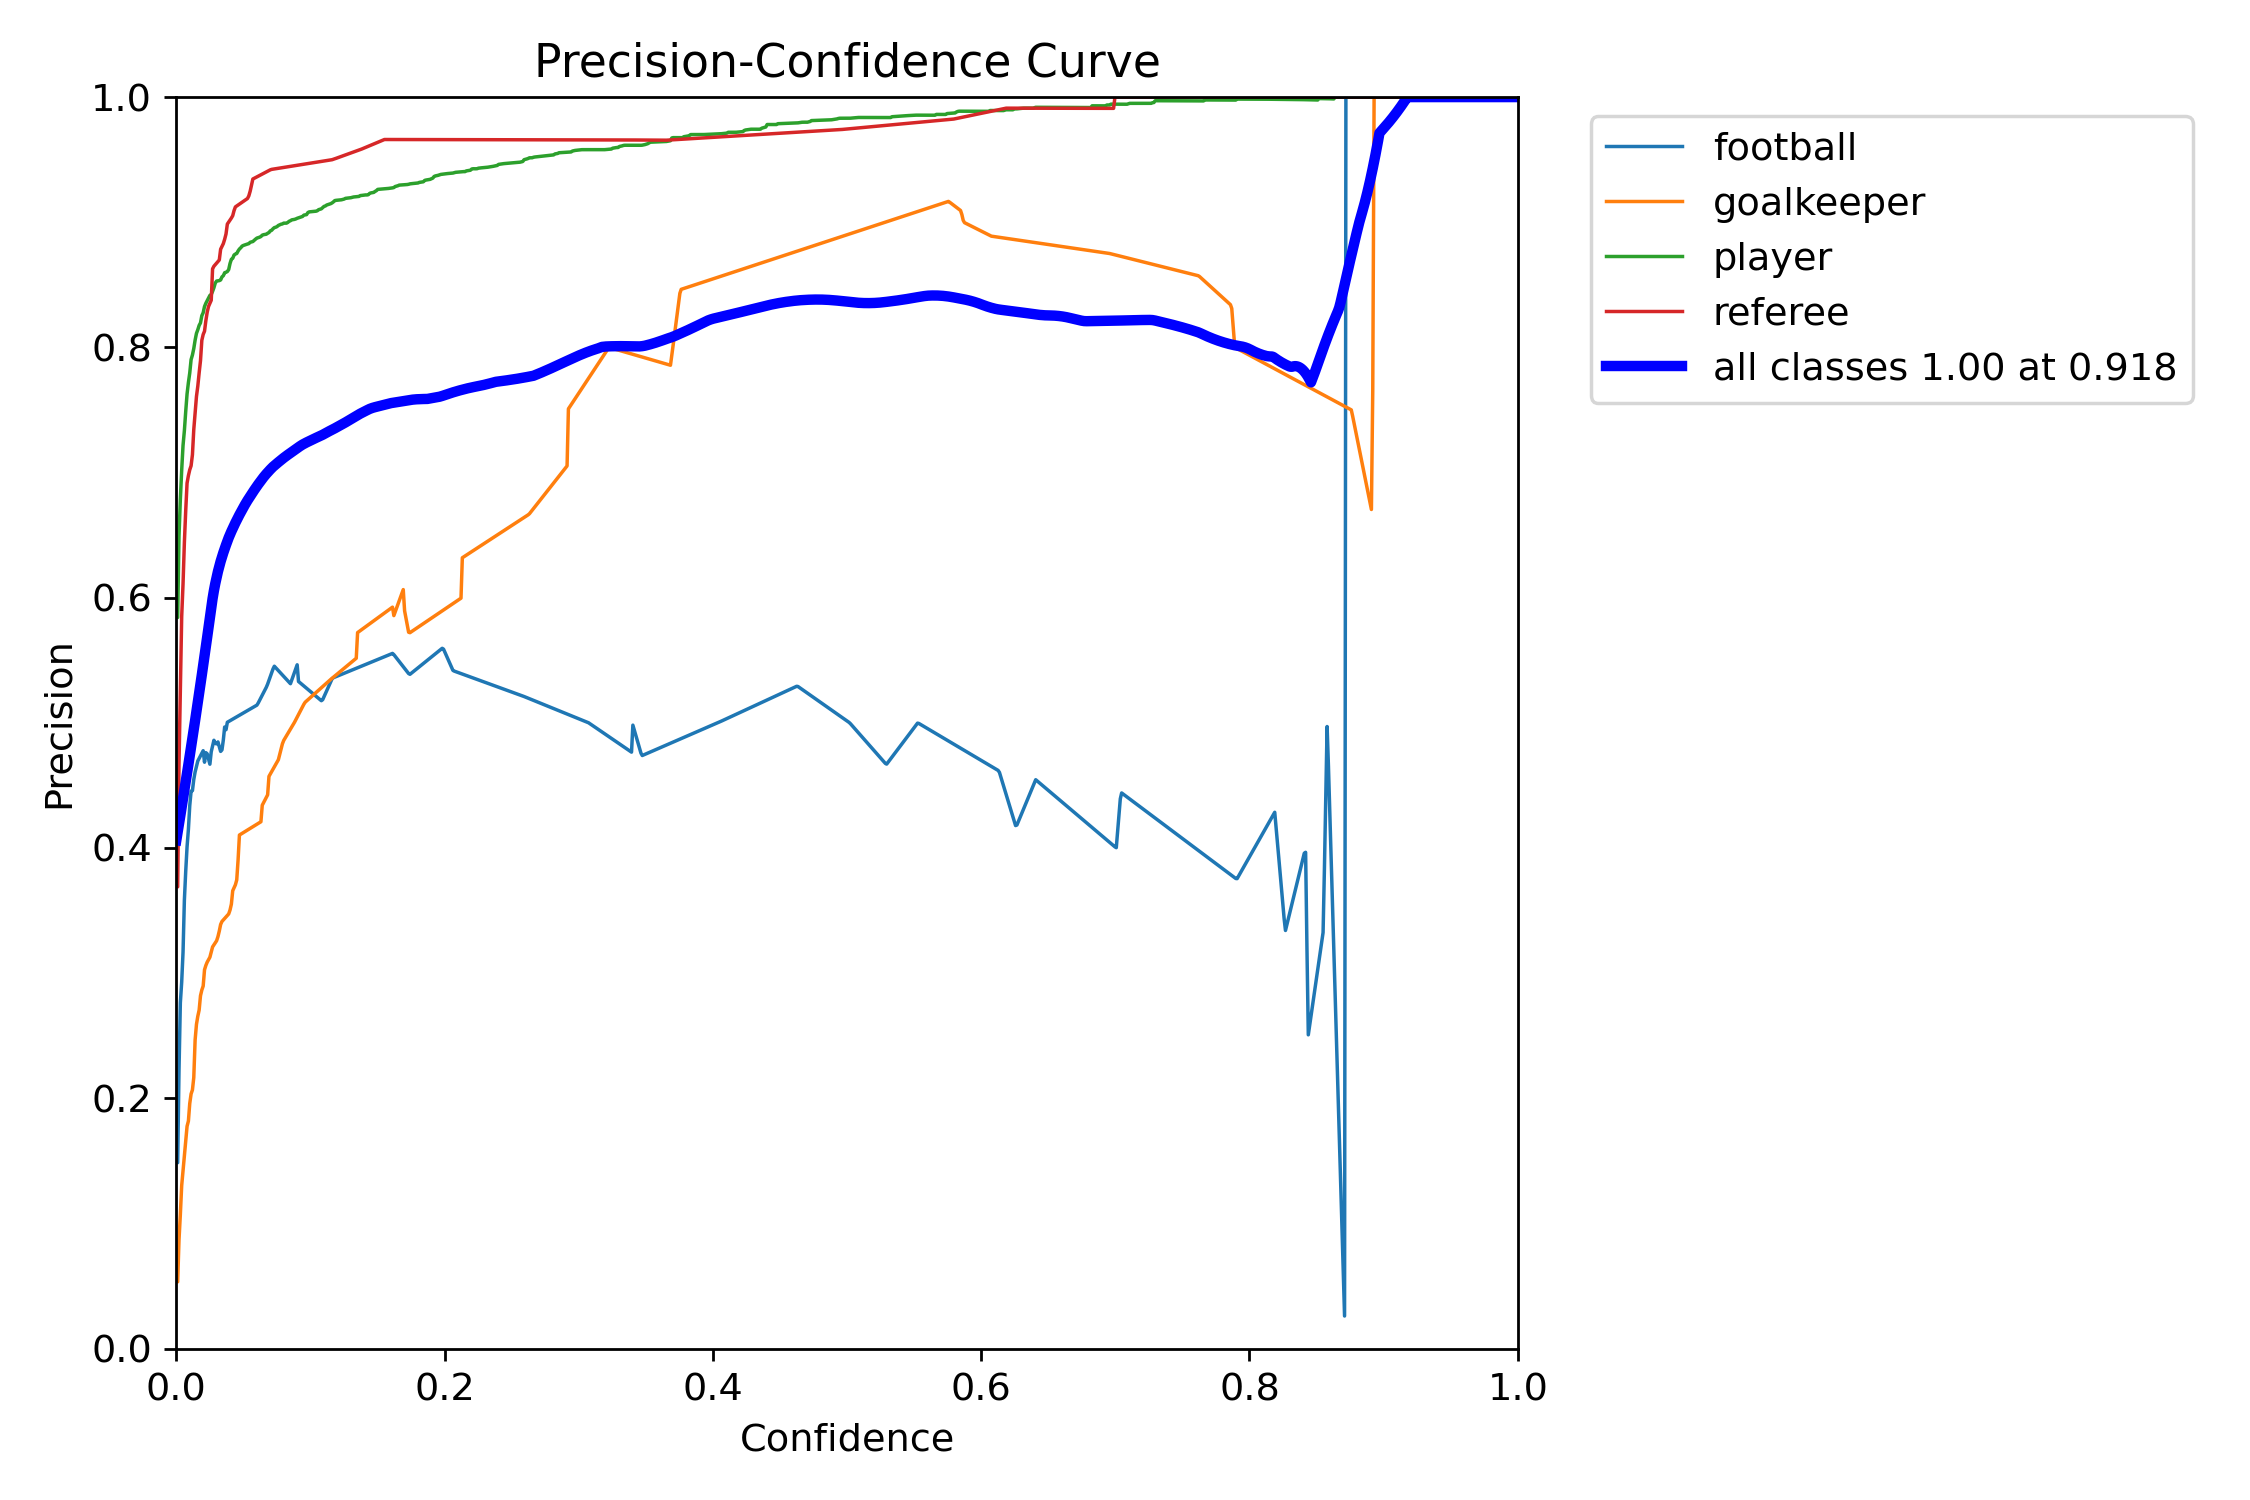 Precision-Confidence Curve
1.0
0.8
0.6
0.4
0.2
0.0
Precision
0.0 0.2 0.4 0.6 0.8 1.0
Confidence
football
goalkeeper
player
referee
all classes 1.00 at 0.918